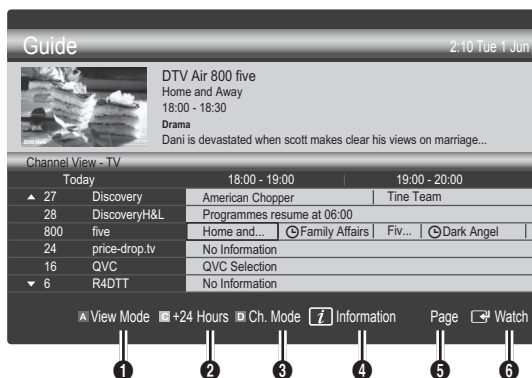 Guide
2:10 Tue 1 Jun
DTV Air 800 five
Home and Away
18:00 - 18:30
Drama
Dani is devastated when scott makes clear his views on marriage...
800 five
Channel View - TV
Today 18:00 - 19:00 19:00 - 20:00
▲ 27 Discovery American Chopper Tine Team
28 DiscoveryH&L Programmes resume at 06:00
800 five Home and... Family Affairs Fiv... Dark Angel
24 price-drop.tv No Information
16 QVC QVC Selection
▼ 6 R4DTT No Information
A View Mode C +24 Hours D Ch. Mode i Information Page Watch
1 2 3 4 5 6